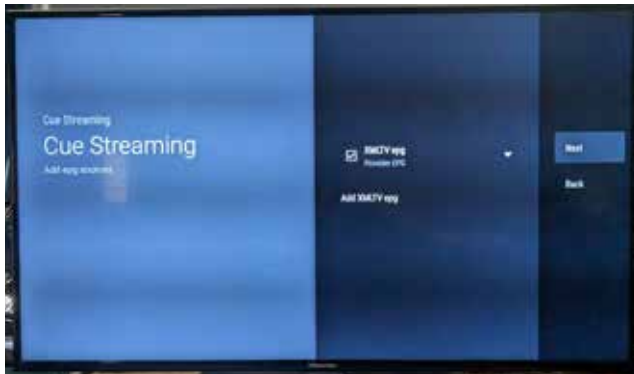 Cue Streaming
Cue Streaming
Add epg sources
XMLTV epg
Provider EPG
Add XMLTV epg
Next
Back